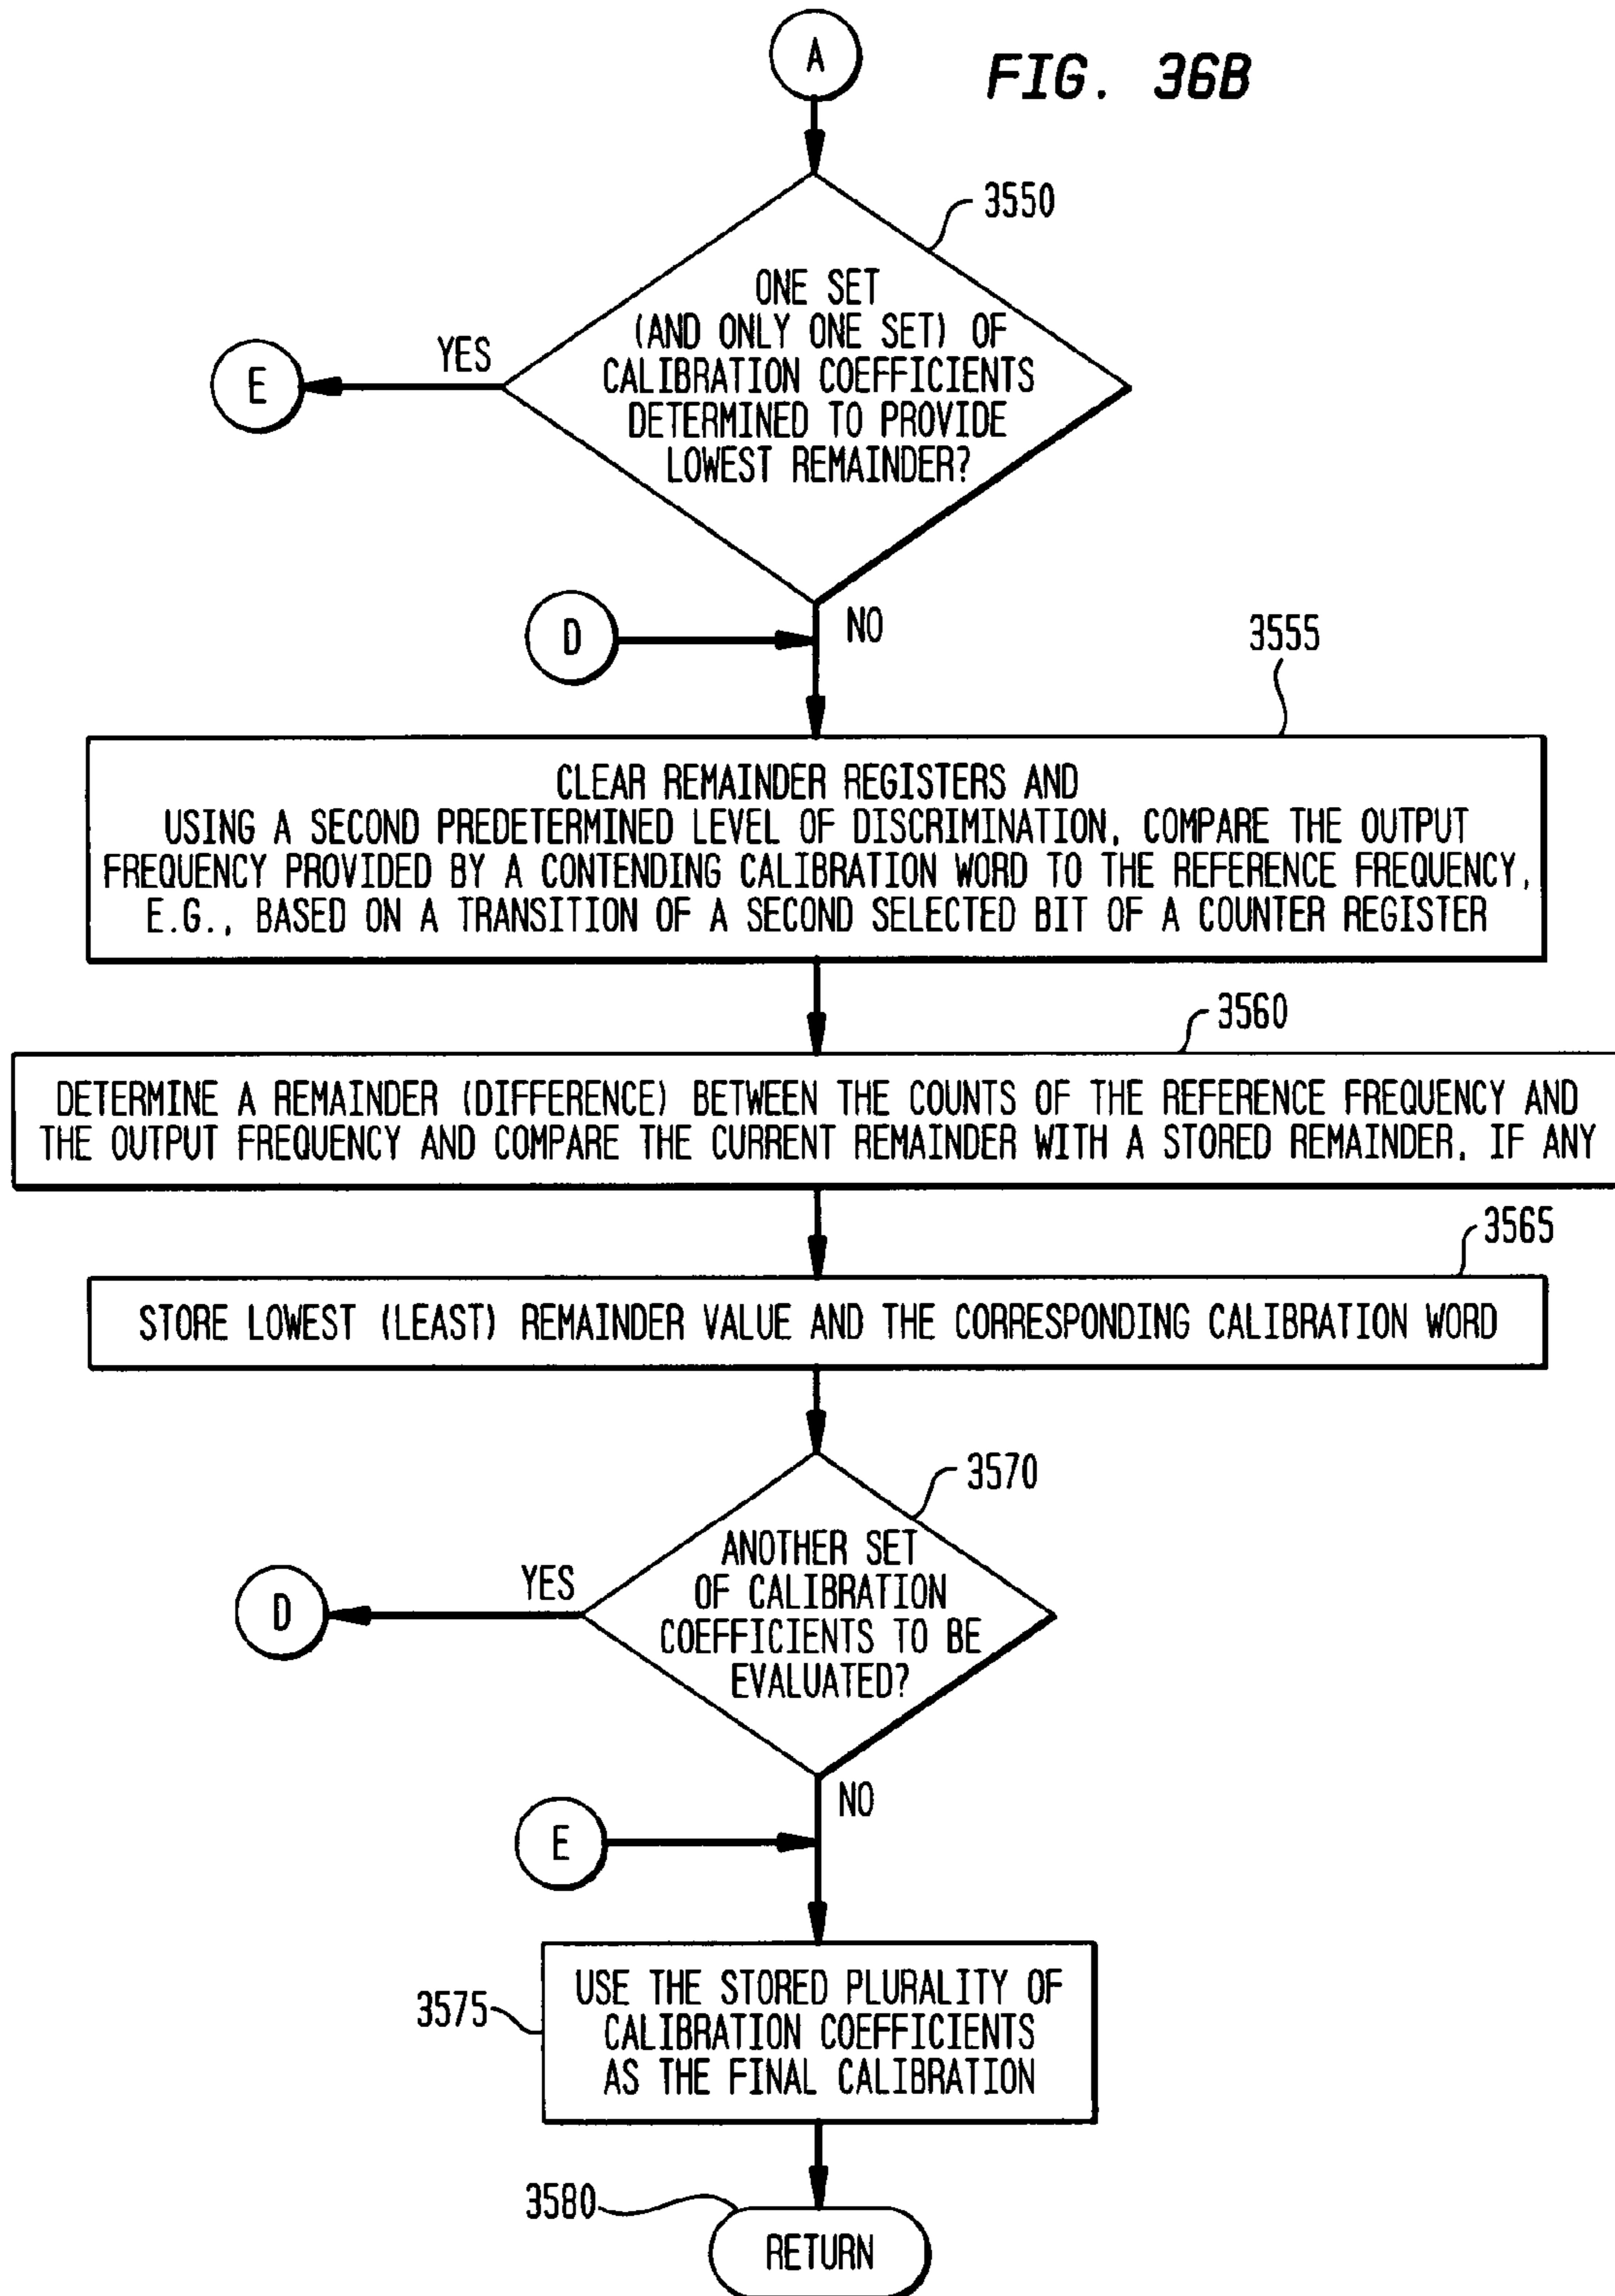 A
FIG. 36B
3550
ONE SET
(AND ONLY ONE SET) OF
CALIBRATION COEFFICIENTS
DETERMINED TO PROVIDE
LOWEST REMAINDER?
YES
E
NO
D
3555
CLEAR REMAINDER REGISTERS AND
USING A SECOND PREDETERMINED LEVEL OF DISCRIMINATION, COMPARE THE OUTPUT
FREQUENCY PROVIDED BY A CONTENDING CALIBRATION WORD TO THE REFERENCE FREQUENCY,
E.G., BASED ON A TRANSITION OF A SECOND SELECTED BIT OF A COUNTER REGISTER
3560
DETERMINE A REMAINDER (DIFFERENCE) BETWEEN THE COUNTS OF THE REFERENCE FREQUENCY AND
THE OUTPUT FREQUENCY AND COMPARE THE CURRENT REMAINDER WITH A STORED REMAINDER, IF ANY
3565
STORE LOWEST (LEAST) REMAINDER VALUE AND THE CORRESPONDING CALIBRATION WORD
3570
ANOTHER SET
OF CALIBRATION
COEFFICIENTS TO BE
EVALUATED?
YES
D
NO
E
3575
USE THE STORED PLURALITY OF
CALIBRATION COEFFICIENTS
AS THE FINAL CALIBRATION
3580
RETURN